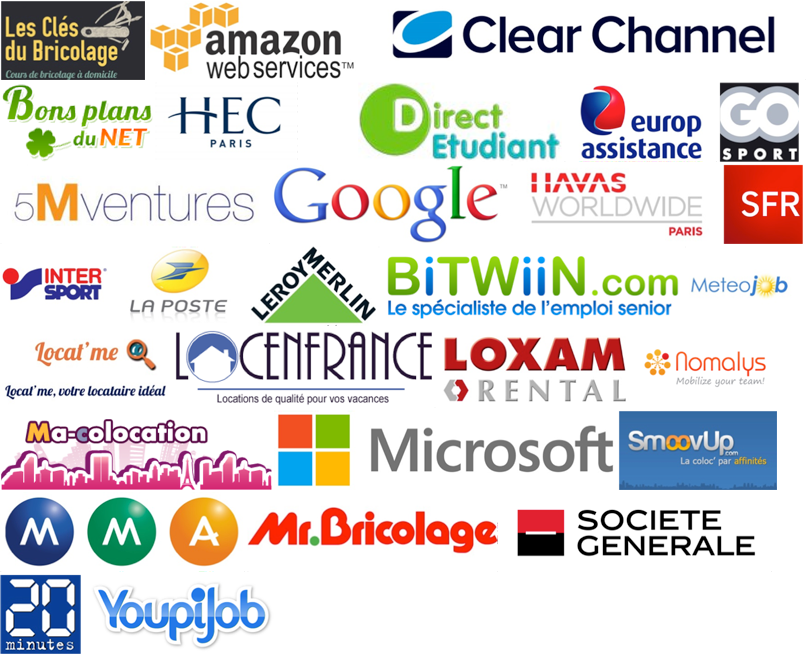 Les Clés
du Bricolage
Cours de bricolage à domicile
amazon
webservices™
Clear Channel
Bons plans
du NET
HEC
PARIS
Direct
Etudiant
europ
assistance
GO
SPORT
5Mventures
Google™
HAVAS
WORLDWIDE
PARIS
SFR
INTER
SPORT®
LA POSTE
LEROY MERLIN
BiTWiiN.com
Le spécialiste de l'emploi senior
Meteojob
Locat'me
Locat'me, votre locataire idéal
LOCENFRANCE
Locations de qualité pour vos vacances
LOXAM
RENTAL
Nomalys
Mobilize your team!
Ma-colocation
Microsoft
SmoovUp.com
La coloc' par affinités
M M A
Mr.Bricolage
SOCIETE
GENERALE
20
minutes
YoupiJob